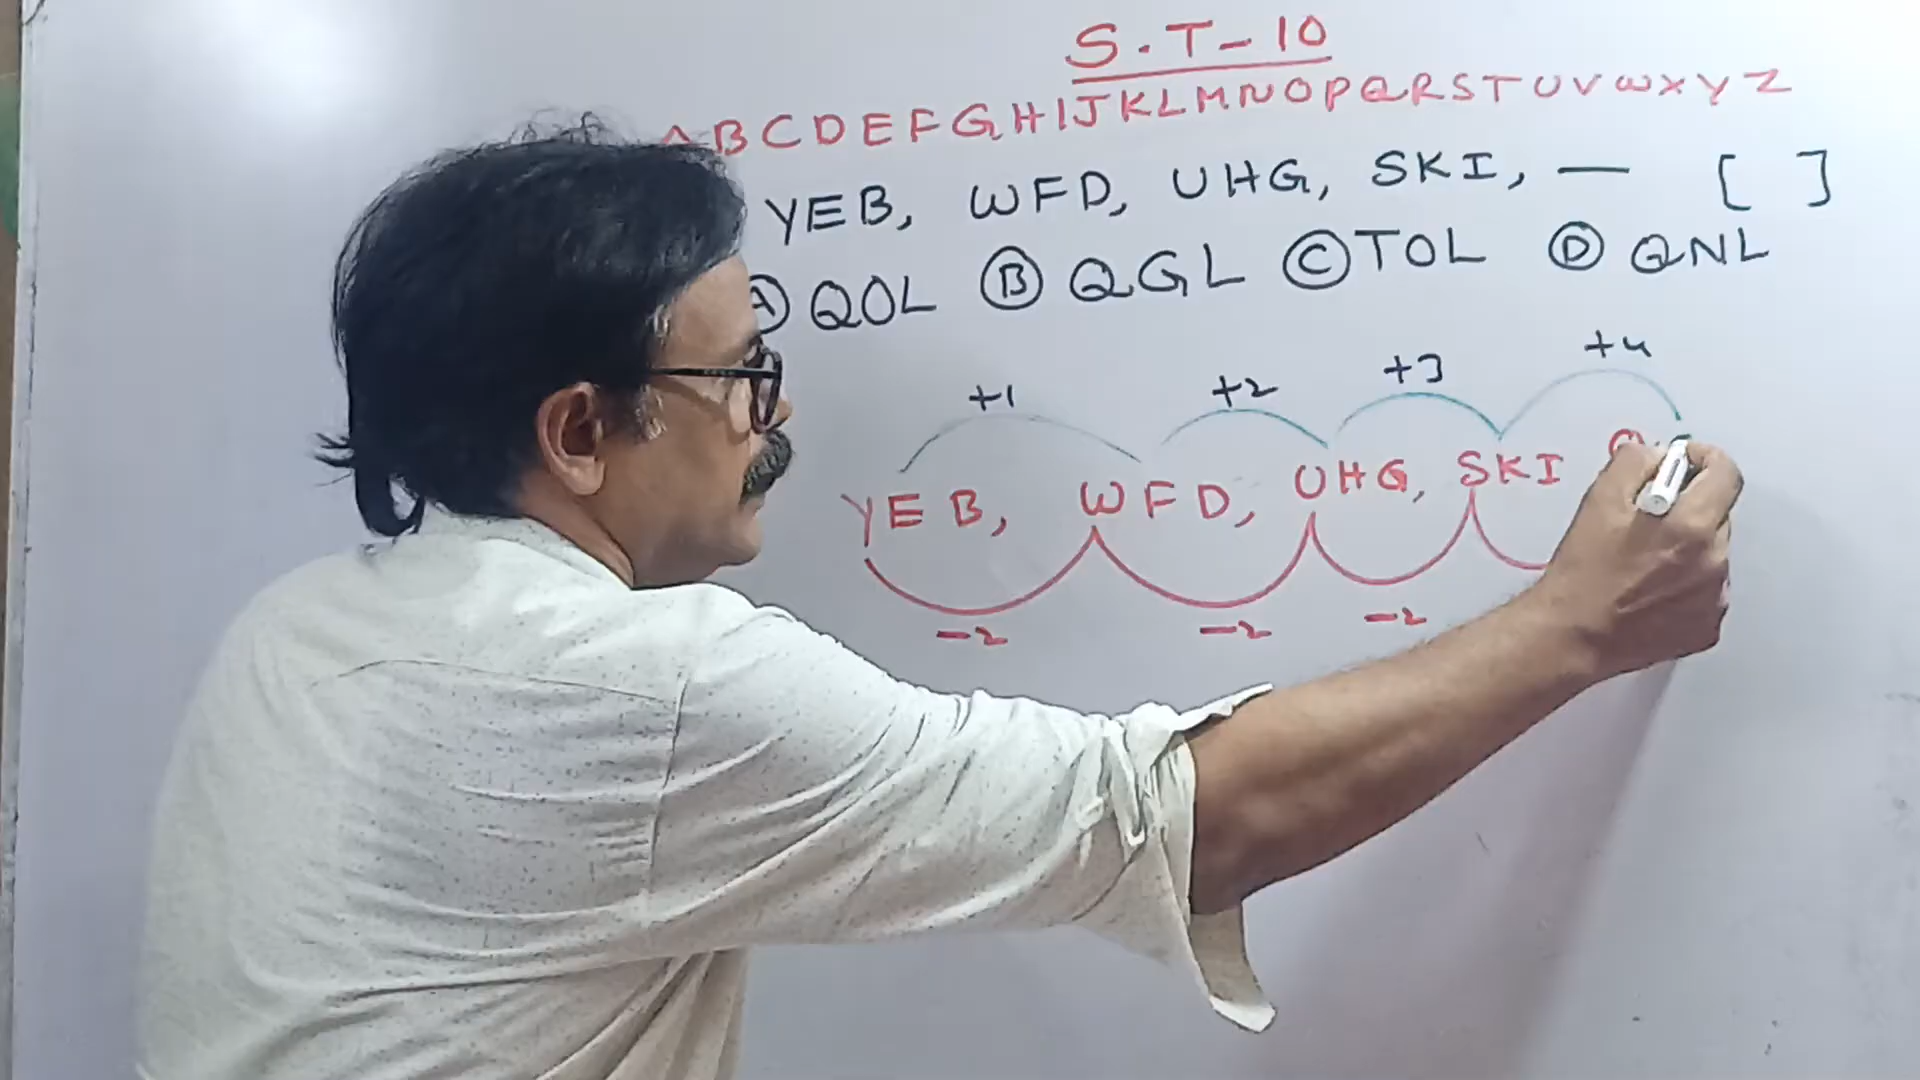 S.T-10
A B C D E F G H I J K L M N O P Q R S T U V W X Y Z
YEB, WFD, UHG, SKI, — [ ]
A QOL B QGL C TOL D QNL
+1 +2 +3 +4
YEB, WFD, UHG, SKI Q
-2 -2 -2